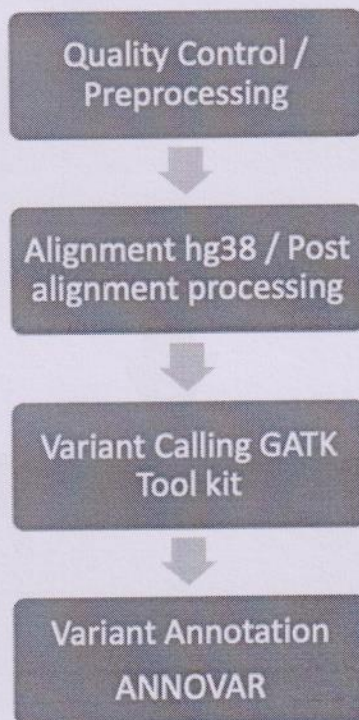 Quality Control /
Preprocessing
Alignment hg38 / Post
alignment processing
Variant Calling GATK
Tool kit
Variant Annotation
ANNOVAR